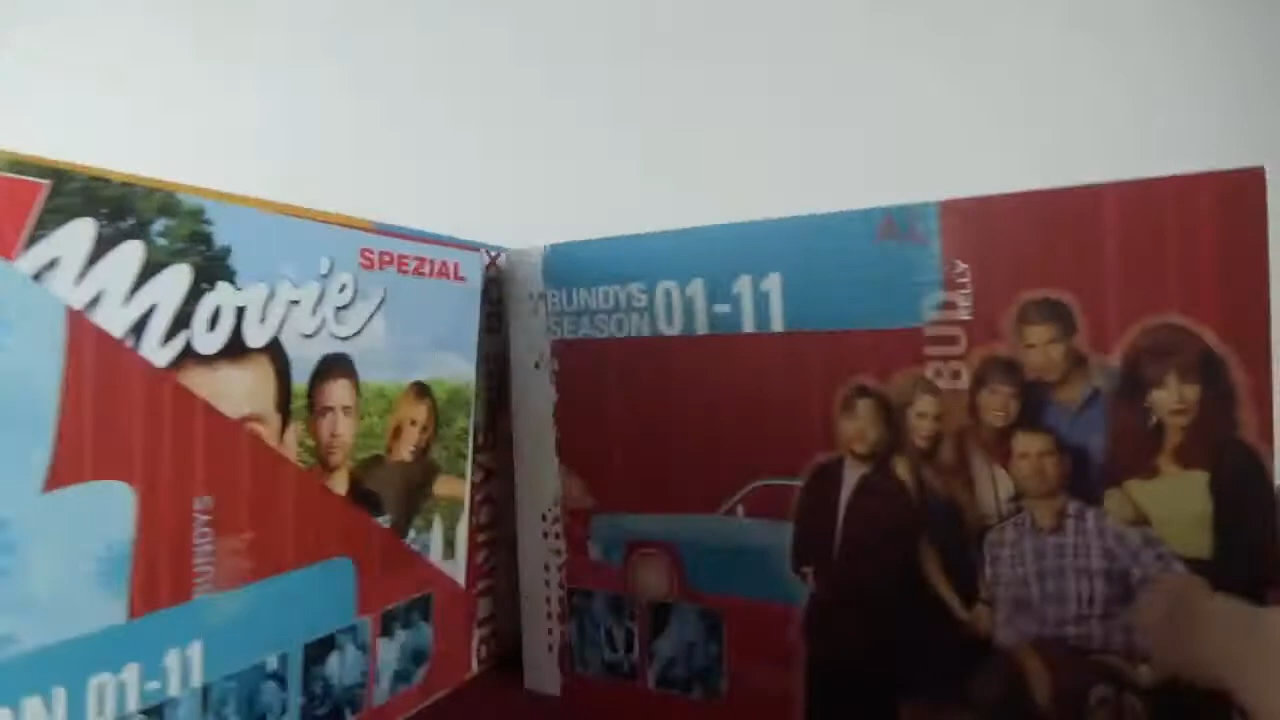 Movie
SPEZIAL
BUNDYS
ON 01-11
BUNDYS
SEASON 01-11
BUD
KELLY